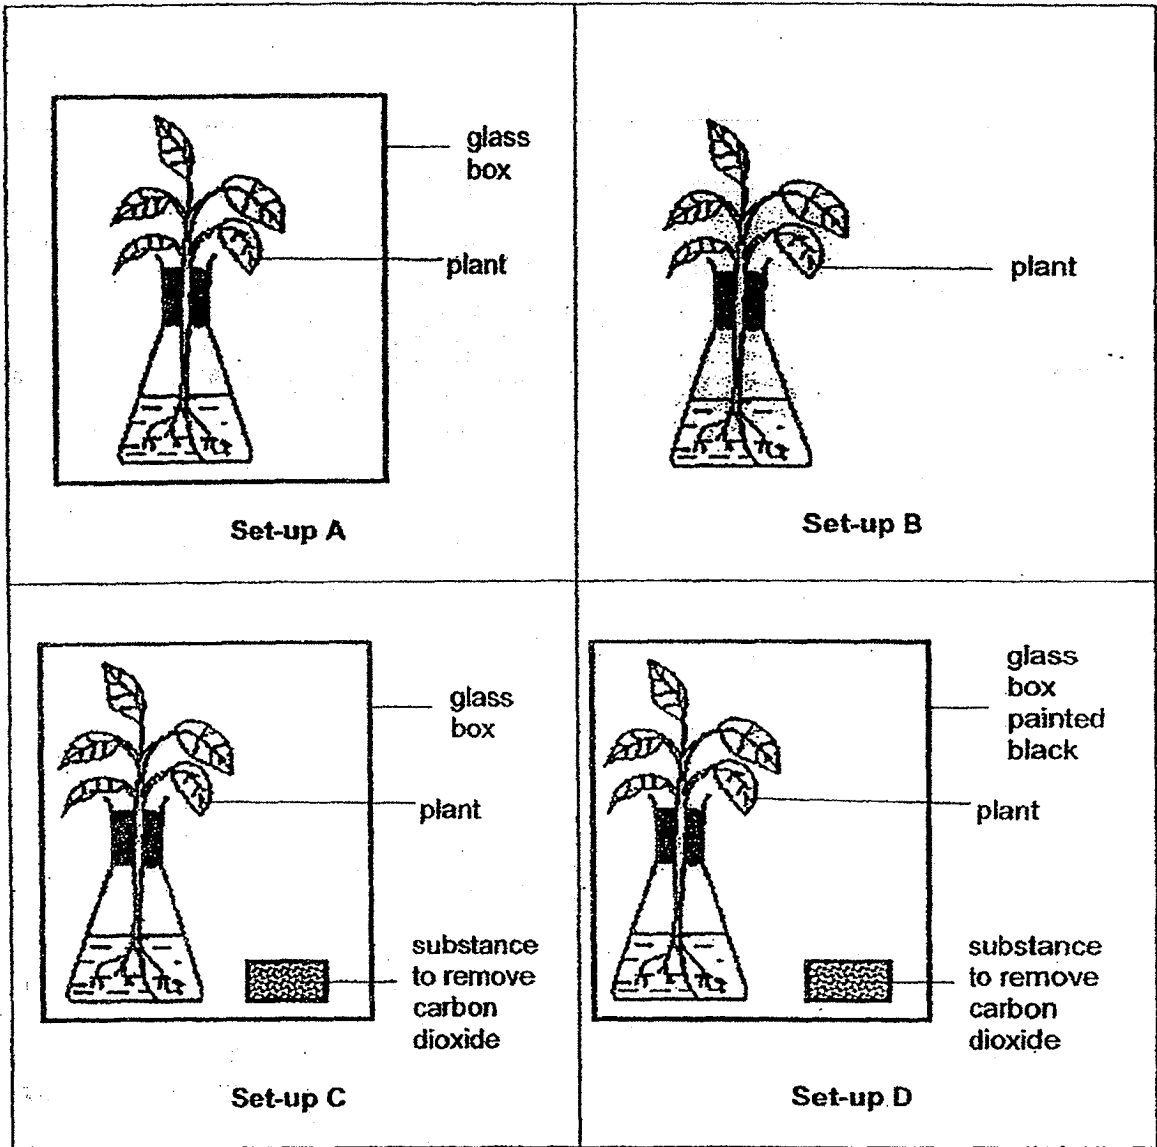 glass
box
plant
Set-up A
plant
Set-up B
glass
box
plant
substance
to remove
carbon
dioxide
Set-up C
glass
box
painted
black
plant
substance
to remove
carbon
dioxide
Set-up D